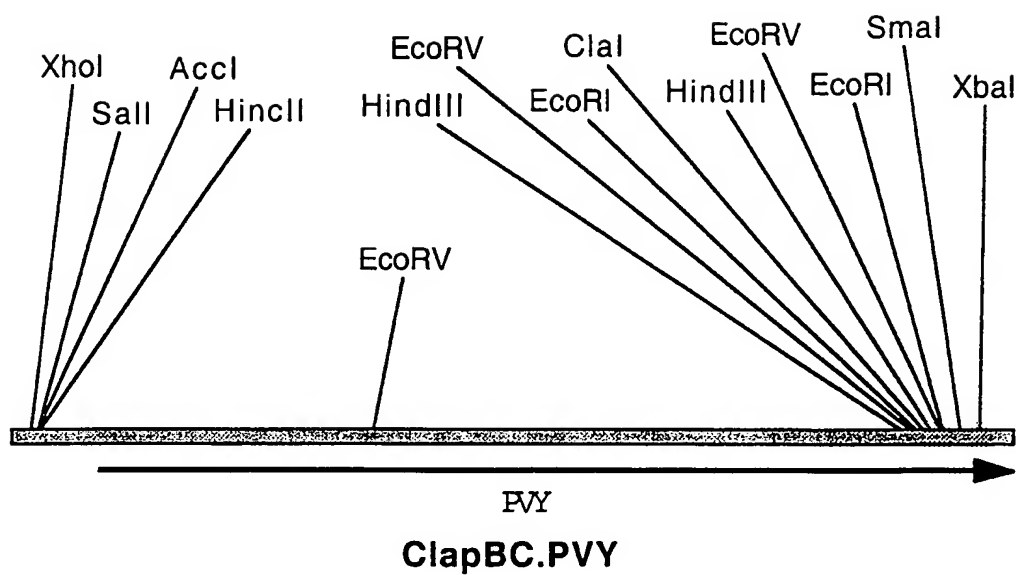 XhoI
SalI
AccI
HincII
HindIII
EcoRV
EcoRI
ClaI
HindIII
EcoRV
EcoRI
SmaI
XbaI
EcoRV
PVY
ClapBC.PVY